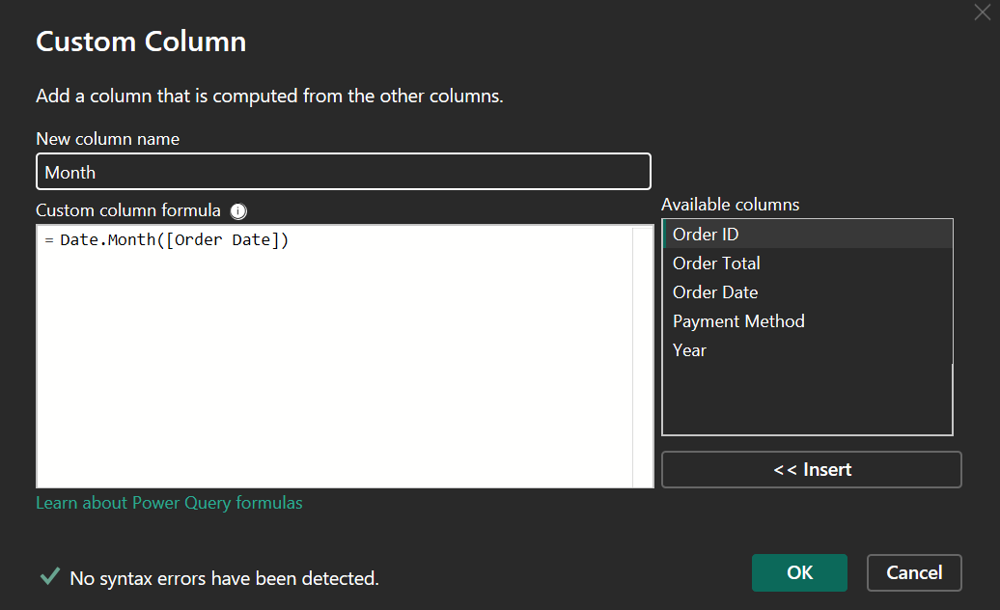 Custom Column
Add a column that is computed from the other columns.
New column name
Month
Custom column formula
= Date.Month([Order Date])
Available columns
Order ID
Order Total
Order Date
Payment Method
Year
<< Insert
Learn about Power Query formulas
No syntax errors have been detected.
OK
Cancel